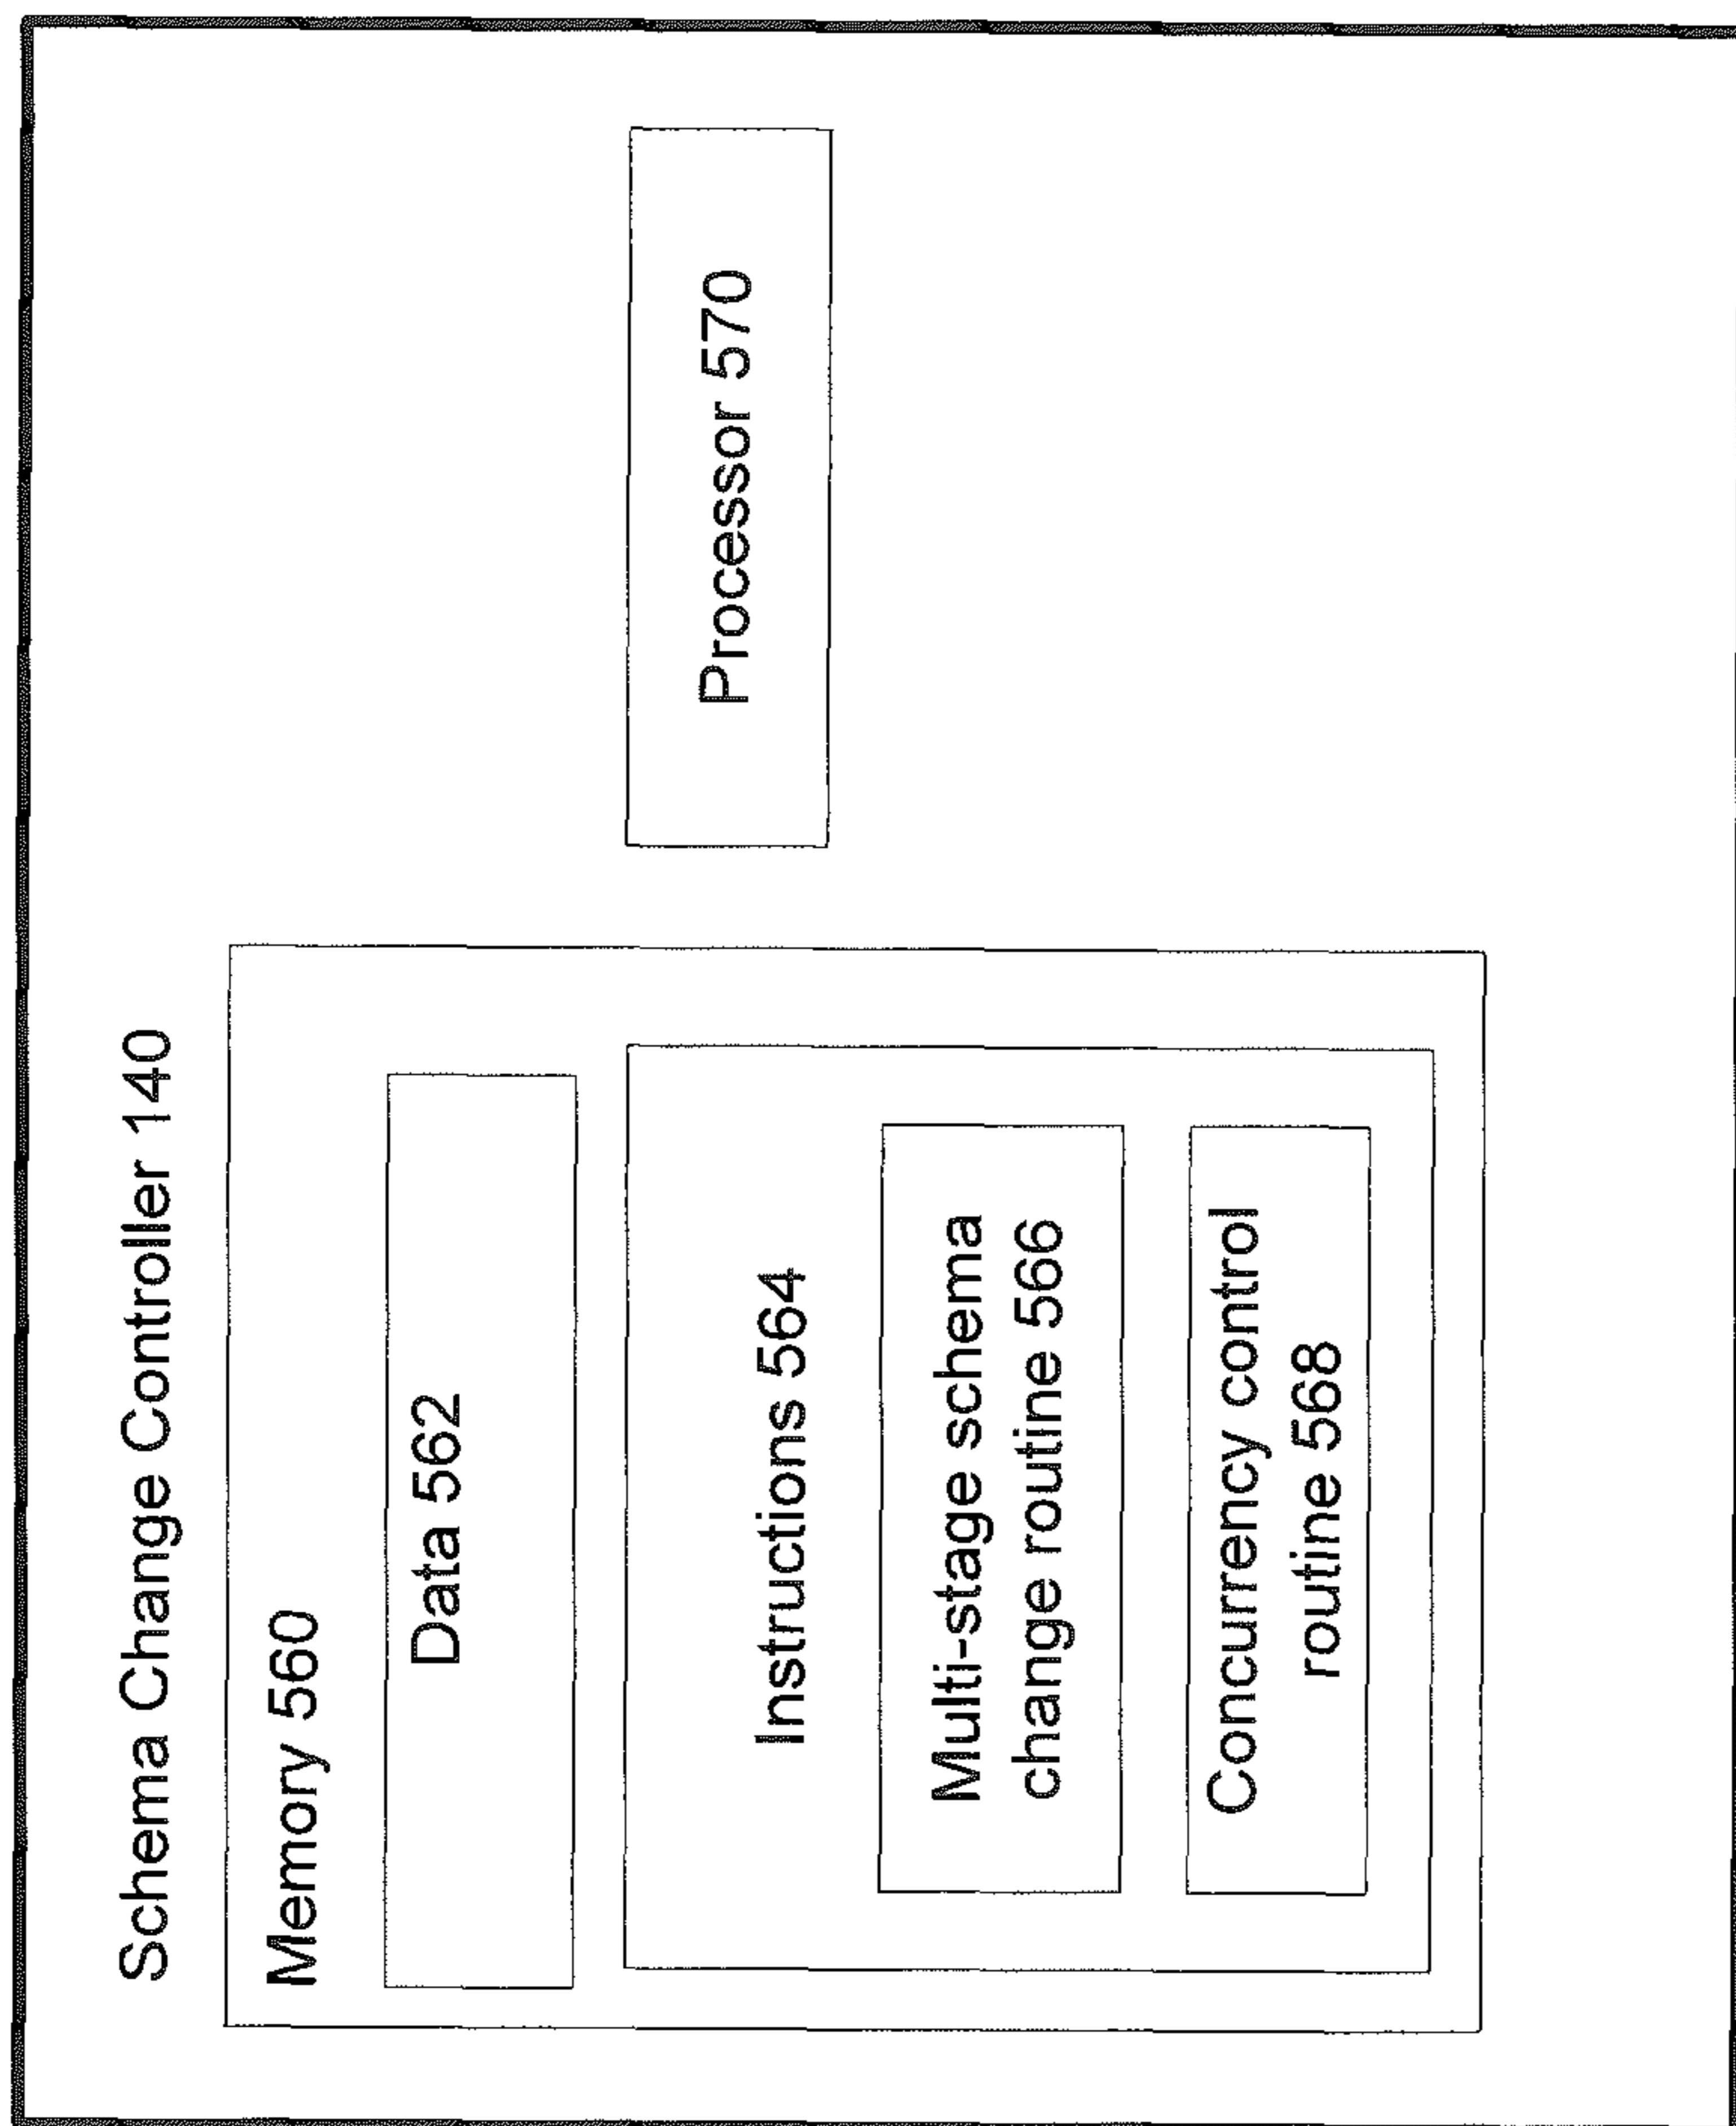 Schema Change Controller 140
Memory 560
Data 562
Instructions 564
Multi-stage schema
change routine 566
Concurrency control
routine 568
Processor 570